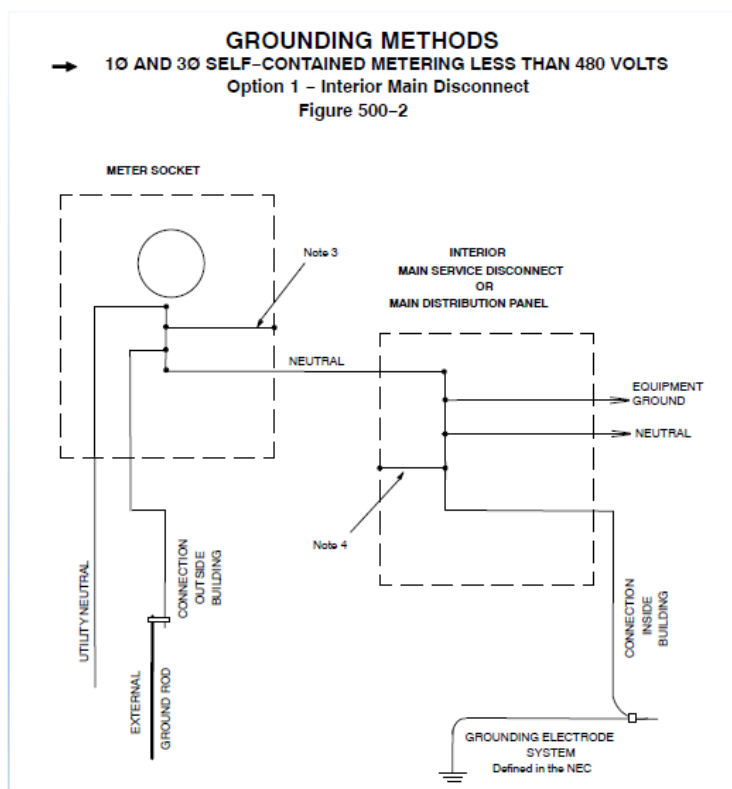 GROUNDING METHODS
1Ø AND 3Ø SELF-CONTAINED METERING LESS THAN 480 VOLTS
Option 1 - Interior Main Disconnect
Figure 500-2
METER SOCKET
Note 3
INTERIOR
MAIN SERVICE DISCONNECT
OR
MAIN DISTRIBUTION PANEL
NEUTRAL
EQUIPMENT
GROUND
NEUTRAL
Note 4
UTILITY NEUTRAL
CONNECTION
OUTSIDE
BUILDING
EXTERNAL
GROUND ROD
CONNECTION
INSIDE
BUILDING
GROUNDING ELECTRODE
SYSTEM
Defined in the NEC